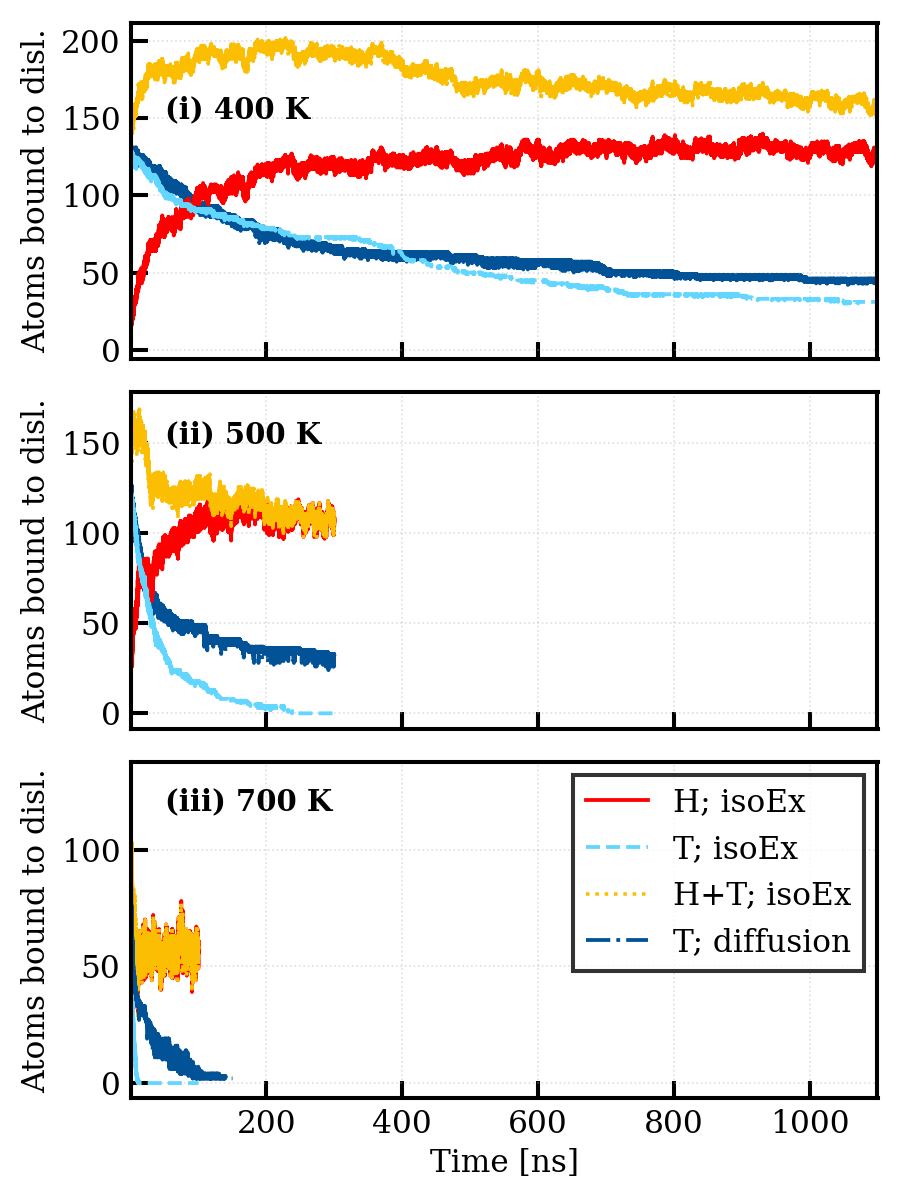 Atoms bound to disl.
200
150
100
50
0
(i) 400 K
Atoms bound to disl.
150
100
50
0
(ii) 500 K
Atoms bound to disl.
100
50
0
(iii) 700 K
H; isoEx
T; isoEx
H+T; isoEx
T; diffusion
200 400 600 800 1000
Time [ns]